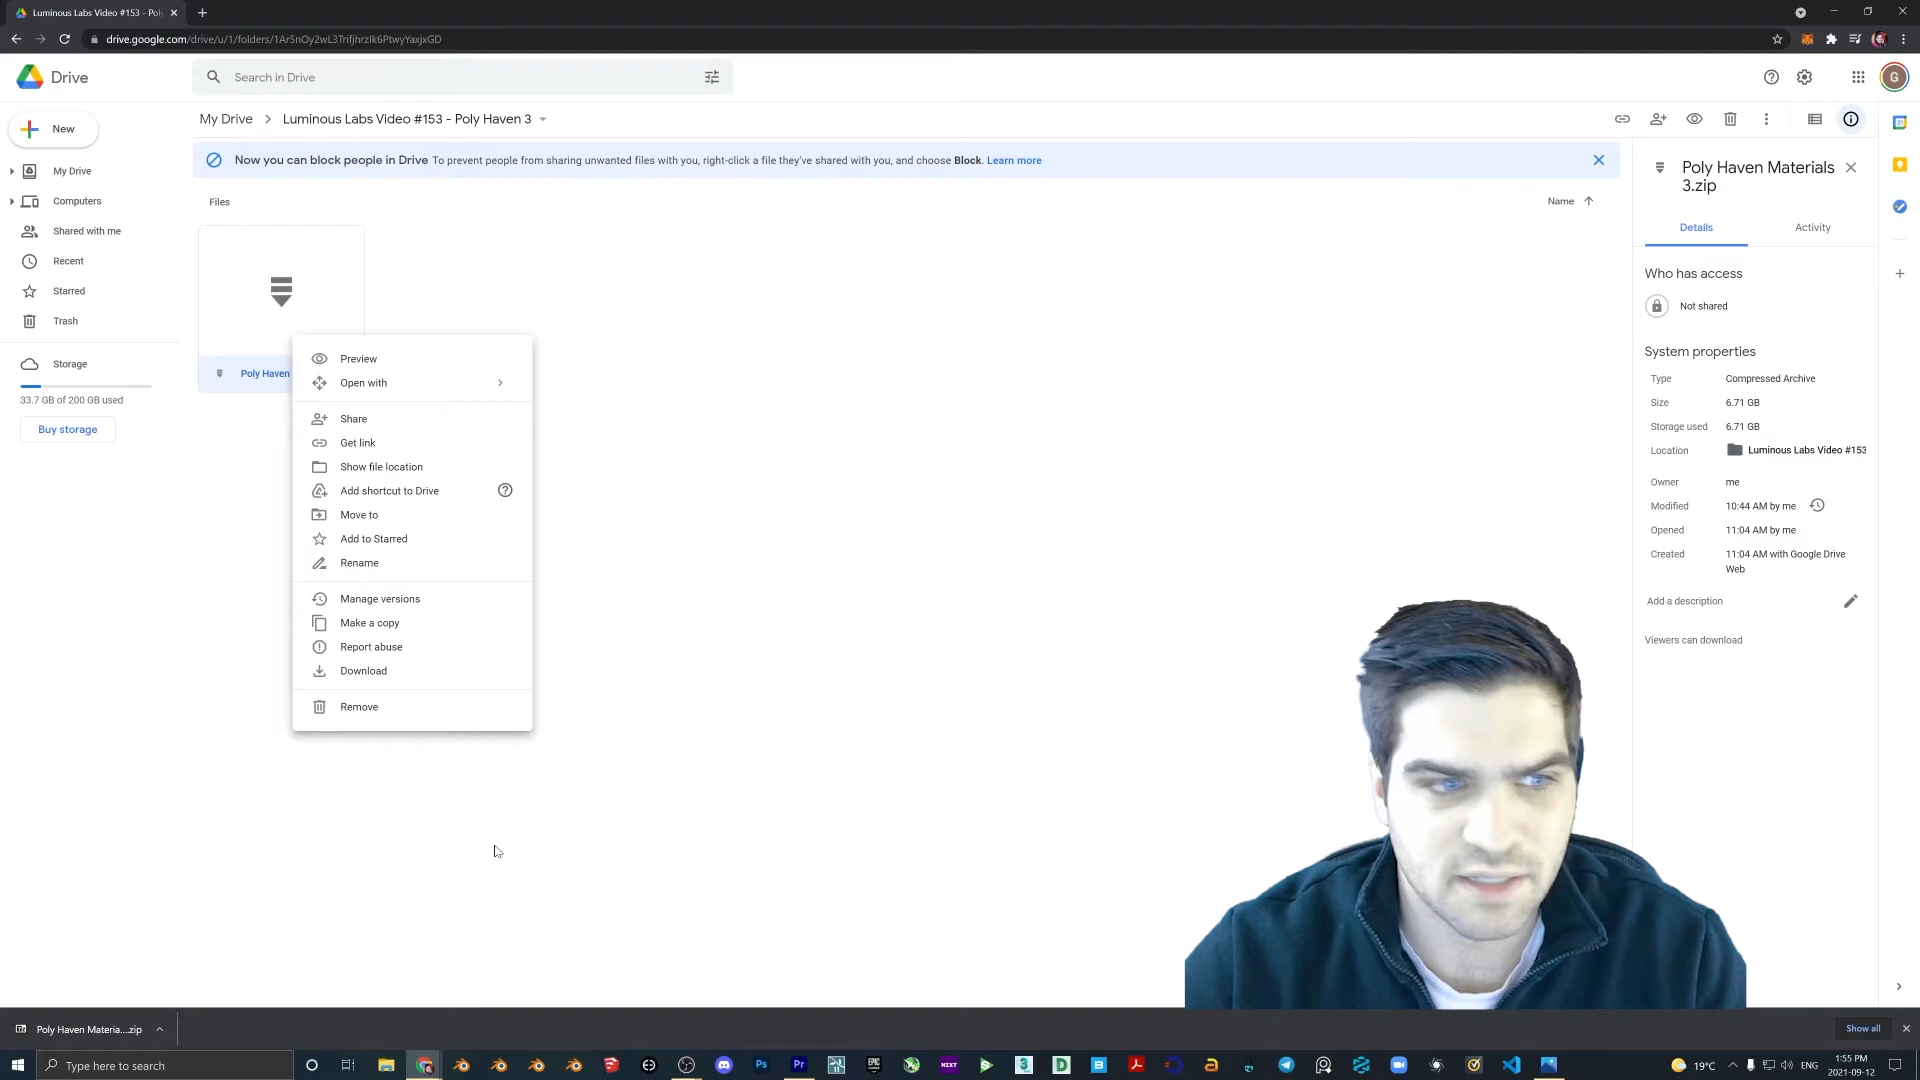 Luminous Labs Video #153 - Pol
drive.google.com/drive/u/1/folders/1Ar5nOy2wL3TrifjhrzIk6PtwyYaxjxGD
Drive
Search in Drive
G
New
My Drive
Computers
Shared with me
Recent
Starred
Trash
Storage
33.7 GB of 200 GB used
Buy storage
My Drive > Luminous Labs Video #153 - Poly Haven 3
Now you can block people in Drive To prevent people from sharing unwanted files with you, right-click a file they've shared with you, and choose Block. Learn more
Files
Name
Poly Haven
Preview
Open with
Share
Get link
Show file location
Add shortcut to Drive
Move to
Add to Starred
Rename
Manage versions
Make a copy
Report abuse
Download
Remove
Poly Haven Materials
3.zip
Details
Activity
Who has access
Not shared
System properties
Type Compressed Archive
Size 6.71 GB
Storage used 6.71 GB
Location Luminous Labs Video #153
Owner me
Modified 10:44 AM by me
Opened 11:04 AM by me
Created 11:04 AM with Google Drive
Web
Add a description
Viewers can download
Poly Haven Materia....zip
Show all
Type here to search
Ps
Pr
EPIC
NZXT
3
D
B
19°C
ENG
1:55 PM
2021-09-12